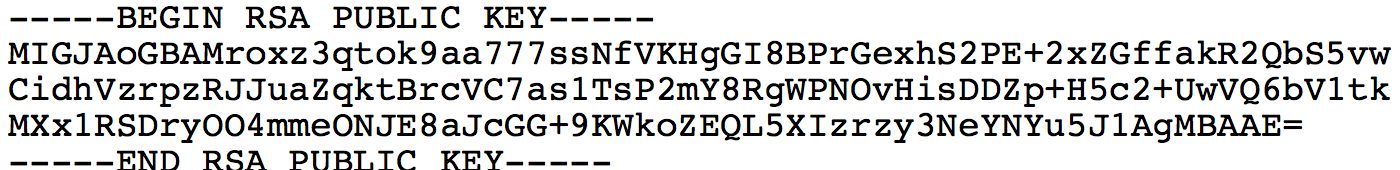 -----BEGIN RSA PUBLIC KEY-----
MIGJAoGBAMroxz3qtok9aa777ssNfVKHgGI8BPrGexhS2PE+2xZGffakR2QbS5vw
CidhVzrpzRJJuaZqktBrcVC7as1TsP2mY8RgWPNOvHisDDZp+H5c2+UwVQ6bV1tk
MXx1RSDryOO4mmeONJE8aJcGG+9KWkoZEQL5XIzrzy3NeYNYu5J1AgMBAAE=
-----END RSA PUBLIC KEY-----